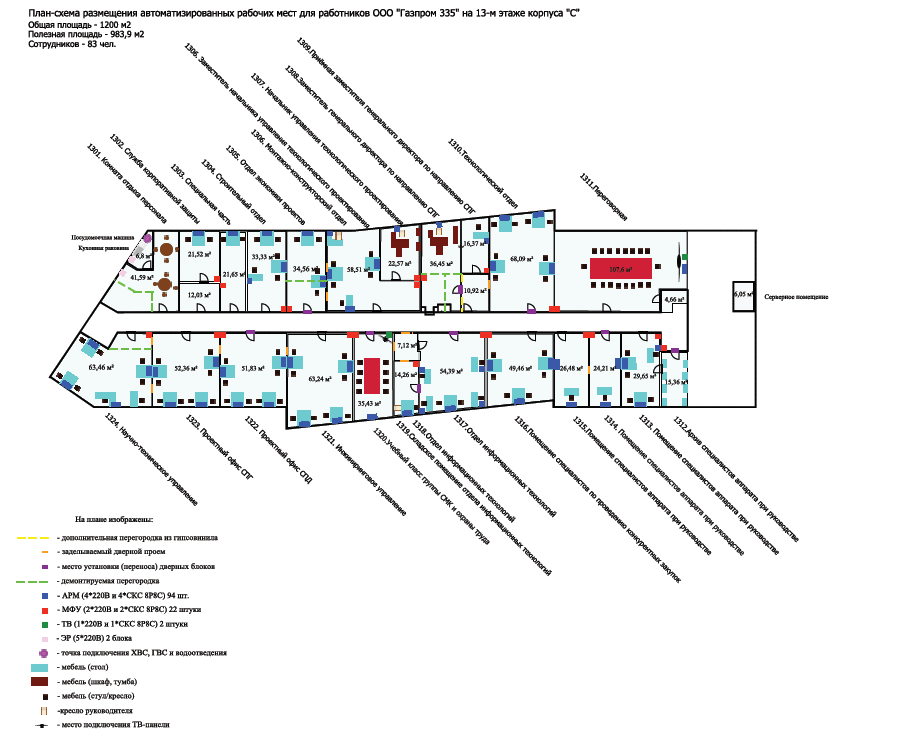 План-схема размещения автоматизированных рабочих мест для работников ООО "Газпром 335" на 13-м этаже корпуса "С"
Общая площадь - 1200 м2
Полезная площадь - 983,9 м2
Сотрудников - 83 чел.
1301. Комната отдыха персонала
1302. Служба корпоративной защиты
1303. Специальная часть
1304. Строительный отдел
1305. Отдел экономики проектов
1306. Монтажно-конструкторский отдел
1306. Заместитель начальника управления технологического проектирования
1307. Начальник управления технологического проектирования
1308.Заместитель генерального директора по направлению СПГ
1309.Приёмная заместителя генерального директора по направлению СПГ
1310.Технологический отдел
1311.Переговорная
Посудомоечная машина
Кухонная раковина
6,8 м²
41,59 м²
21,52 м²
12,03 м²
21,65 м²
33,33 м²
34,56 м²
58,51 м²
22,57 м²
36,45 м²
16,37 м²
10,92 м²
68,09 м²
107,6 м²
4,66 м²
6,05 м²
Серверное помещение
63,46 м²
52,36 м²
51,83 м²
63,24 м²
35,43 м²
7,12 м²
14,26 м²
54,39 м²
49,46 м²
26,48 м²
24,21 м²
29,65 м²
15,36 м²
1324. Научно-техническое управление
1323. Проектный офис СПГ
1322. Проектный офис СПД
1321. Инжиниринговое управление
1320.Учебный класс группы СМК и охраны труда
1319.Складское помещение отдела информационных технологий
1318.Отдел информационных технологий
1317.Отдел информационных технологий
1316.Помещение специалистов по проведению конкурентных закупок
1315.Помещение специалистов аппарата при руководстве
1314. Помещение специалистов аппарата при руководстве
1313. Помещение специалистов аппарата при руководстве
1312.Архив специалистов аппарата при руководстве
На плане изображены:
- дополнительная перегородка из гипсовинила
- заделываемый дверной проем
- место установки (переноса) дверных блоков
- демонтируемая перегородка
- АРМ (4*220В и 4*СКС 8Р8С) 94 шт.
- МФУ (2*220В и 2*СКС 8Р8С) 22 штуки
- ТВ (1*220В и 1*СКС 8Р8С) 2 штуки
- ЭР (5*220В) 2 блока
- точка подключения ХВС, ГВС и водоотведения
- мебель (стол)
- мебель (шкаф, тумба)
- мебель (стул/кресло)
-кресло руководителя
- место подключения ТВ-панели